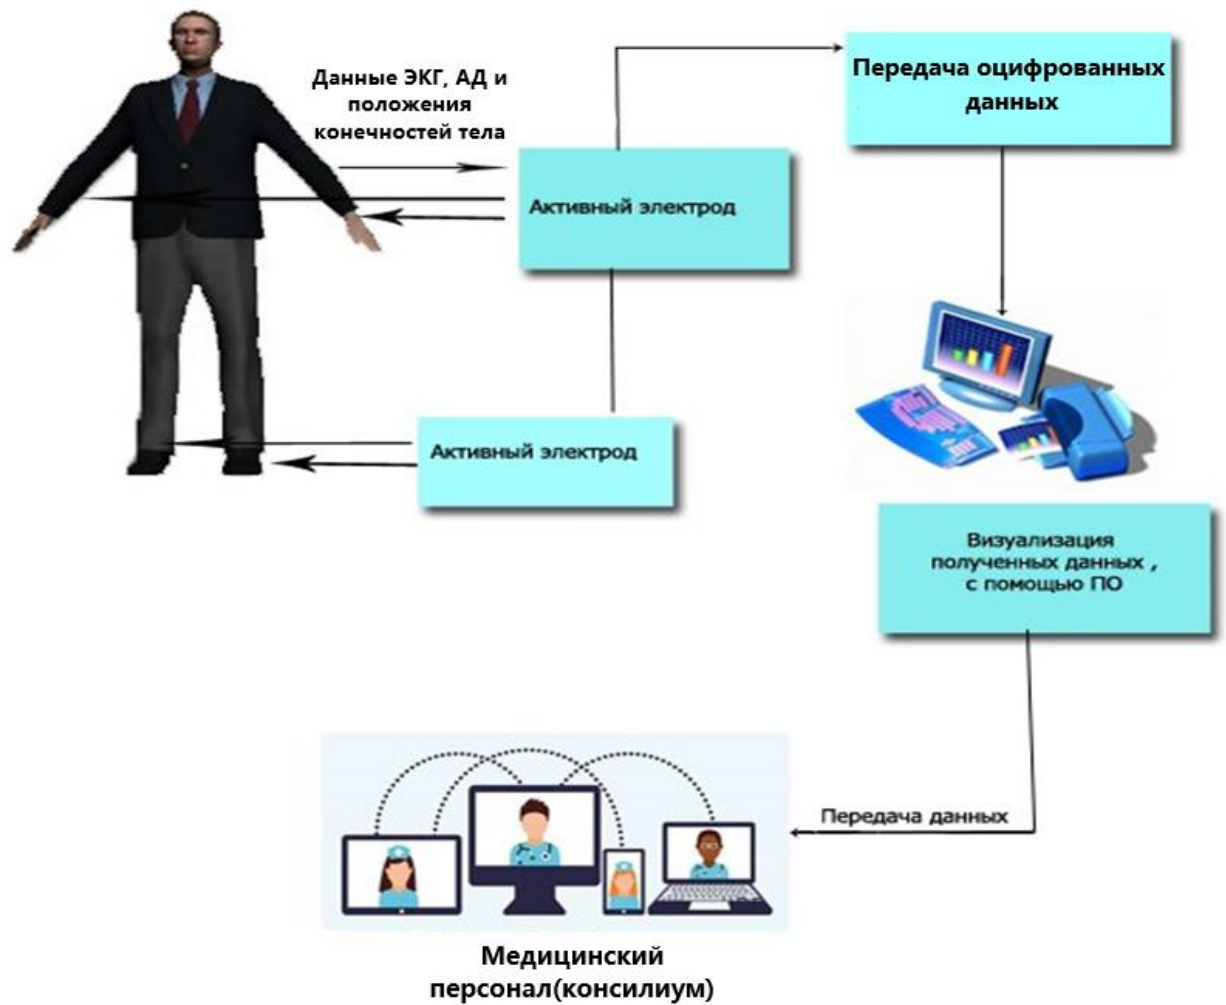 Данные ЭКГ, АД и
положения
конечностей тела
Передача оцифрованных
данных
Активный электрод
Активный электрод
Визуализация
полученных данных ,
с помощью ПО
Передача данных
Медицинский
персонал(консилиум)